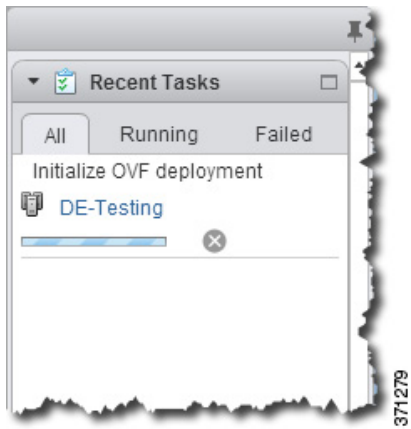 Recent Tasks
All Running Failed
Initialize OVF deployment
DE-Testing
371279